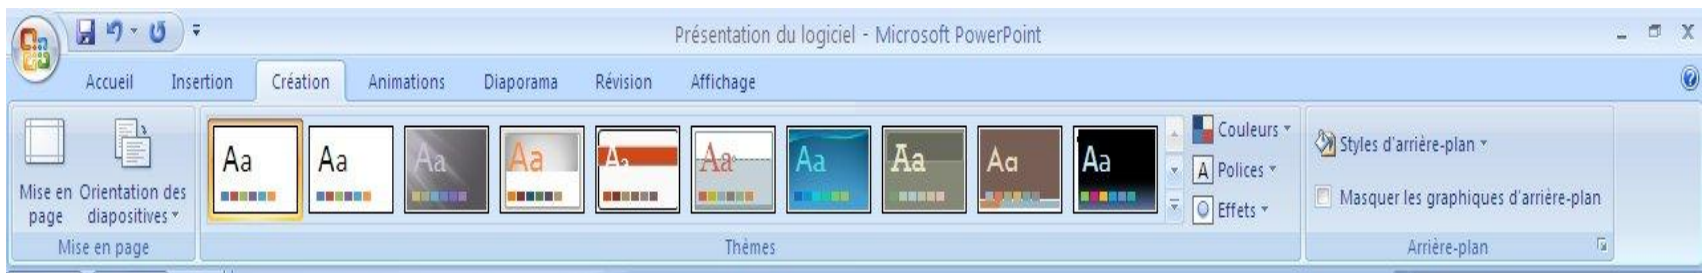 Présentation du logiciel - Microsoft PowerPoint
Accueil Insertion Création Animations Diaporama Révision Affichage
Mise en page
Orientation des diapositives
Aa Aa Aa Aa Aa Aa Aa Aa Aa Aa
Couleurs
A Polices
Effets
Styles d'arrière-plan
Masquer les graphiques d'arrière-plan
Mise en page Thèmes Arrière-plan